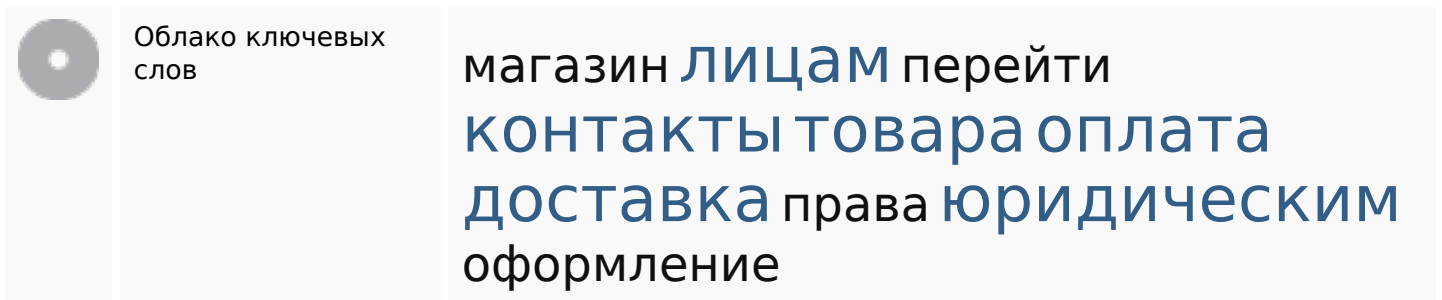 Облако ключевых
слов
магазин лицам перейти
контакты товара оплата
доставка права юридическим
оформление